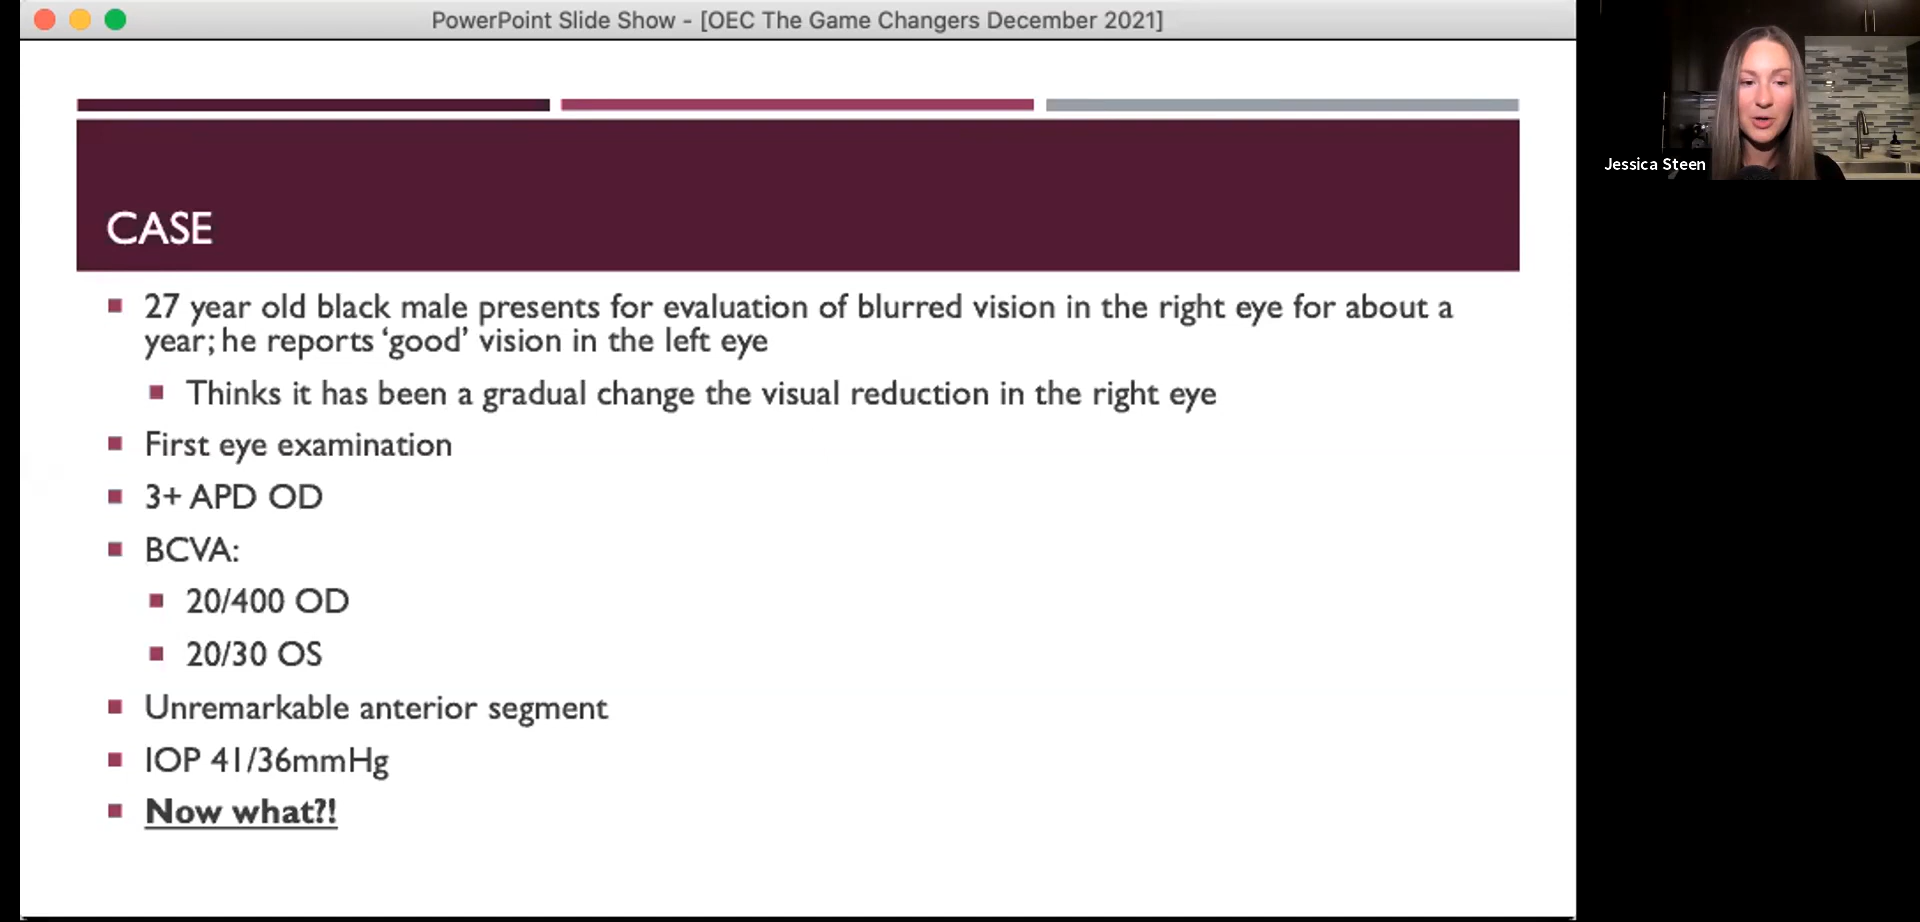 PowerPoint Slide Show - [OEC The Game Changers December 2021]
Jessica Steen
CASE
27 year old black male presents for evaluation of blurred vision in the right eye for about a
year; he reports ‘good’ vision in the left eye
Thinks it has been a gradual change the visual reduction in the right eye
First eye examination
3+ APD OD
BCVA:
20/400 OD
20/30 OS
Unremarkable anterior segment
IOP 41/36mmHg
Now what?!